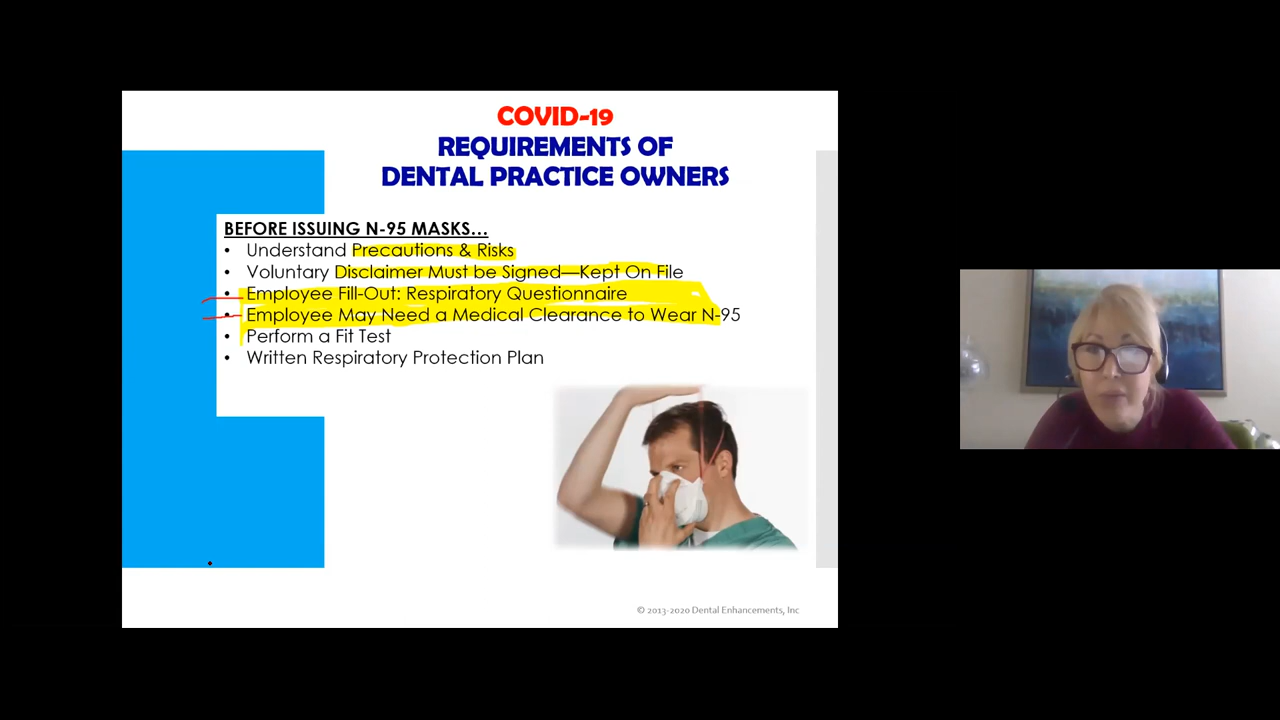 COVID-19
REQUIREMENTS OF
DENTAL PRACTICE OWNERS
BEFORE ISSUING N-95 MASKS…
• Understand Precautions & Risks
• Voluntary Disclaimer Must be Signed—Kept On File
• Employee Fill-Out: Respiratory Questionnaire
• Employee May Need a Medical Clearance to Wear N-95
• Perform a Fit Test
• Written Respiratory Protection Plan
© 2013-2020 Dental Enhancements, Inc